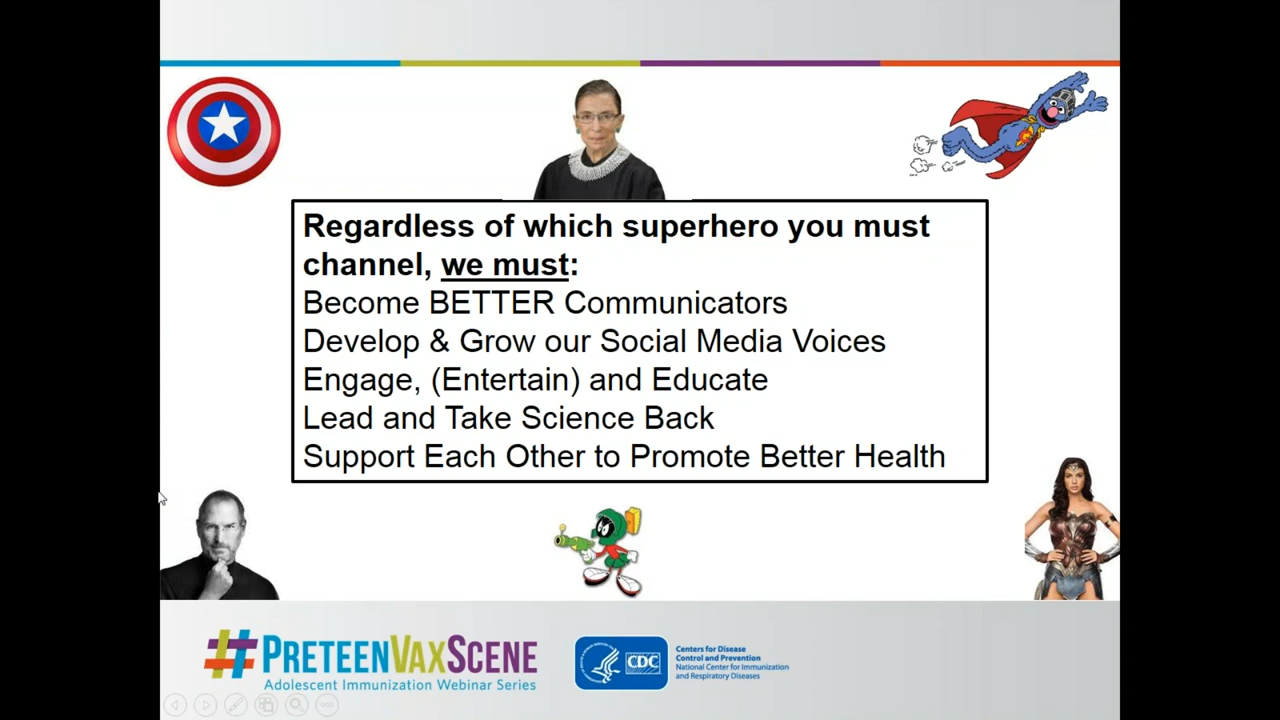 Regardless of which superhero you must
channel, we must:
Become BETTER Communicators
Develop & Grow our Social Media Voices
Engage, (Entertain) and Educate
Lead and Take Science Back
Support Each Other to Promote Better Health
#PRETEENVAXSCENE
Adolescent Immunization Webinar Series
CDC
Centers for Disease
Control and Prevention
National Center for Immunization
and Respiratory Diseases